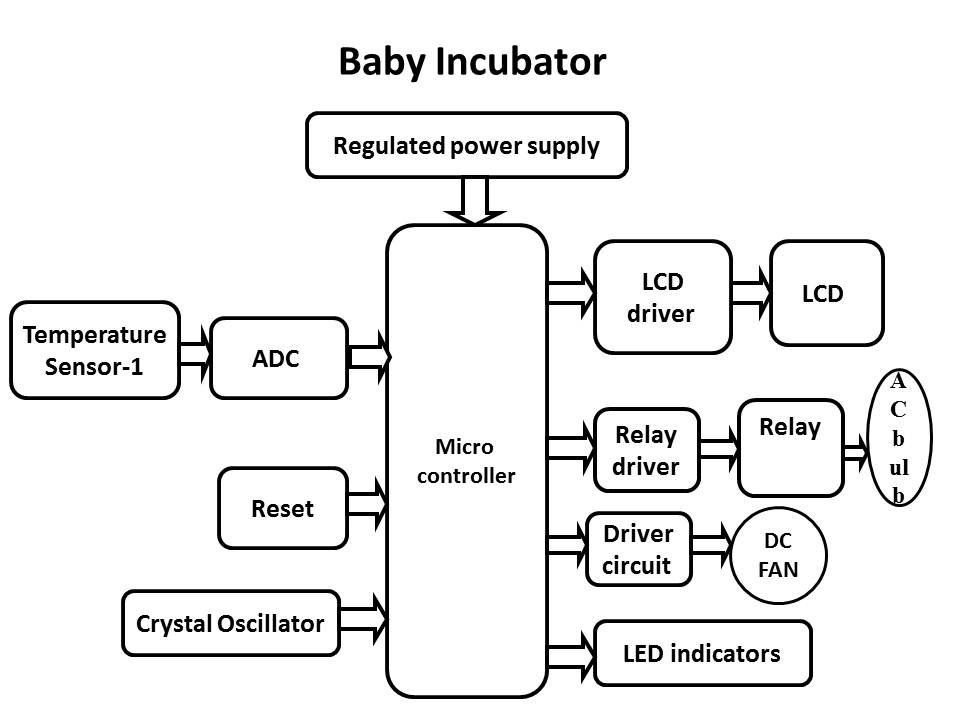 Baby Incubator
Regulated power supply
LCD
driver
LCD
Temperature
Sensor-1
ADC
A
C
b
ul
b
Relay
driver
Relay
Micro
controller
Reset
Driver
circuit
DC
FAN
Crystal Oscillator
LED indicators